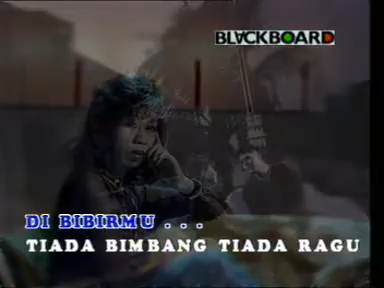 BLACKBOARD
DI BIBIRMU . . .
TIADA BIMBANG TIADA RAGU